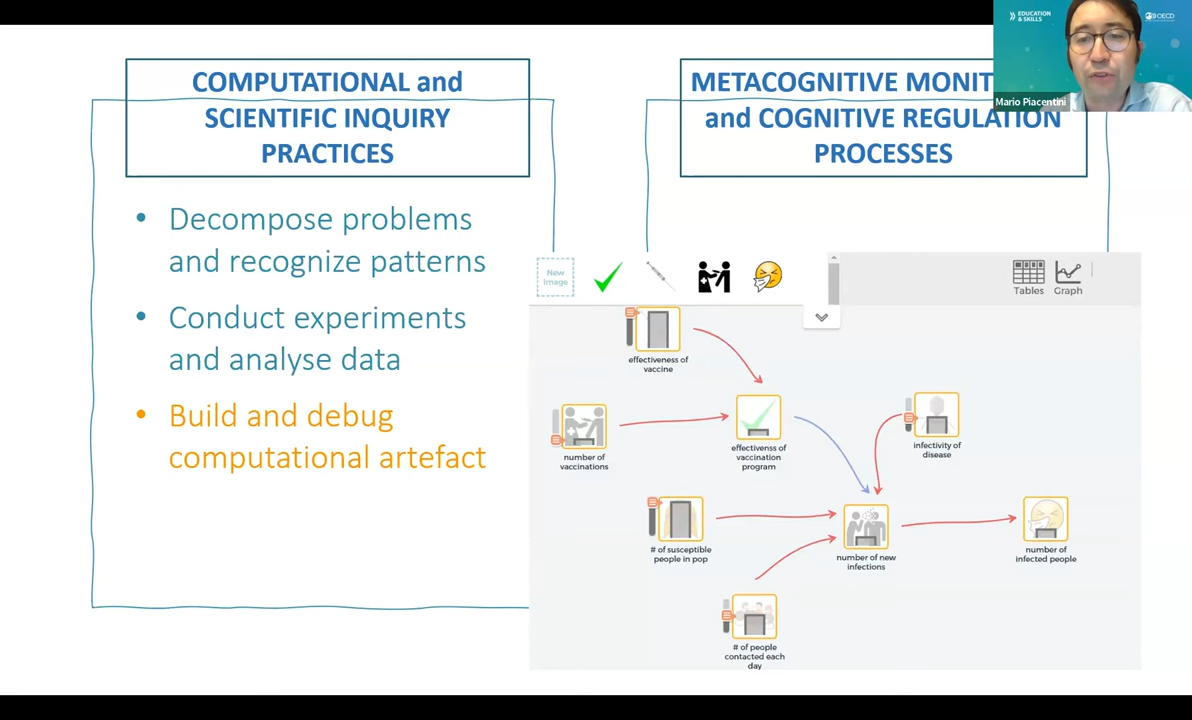 COMPUTATIONAL and
SCIENTIFIC INQUIRY
PRACTICES
Decompose problems
and recognize patterns
Conduct experiments
and analyse data
Build and debug
computational artefact
METACOGNITIVE MONIT
and COGNITIVE REGULATION
PROCESSES
EDUCATION
& SKILLS
OECD
Mario Piacentini
New
Image
Tables
Graph
effectiveness of
vaccine
number of
vaccinations
effectivenss of
vaccination
program
infectivity of
disease
# of susceptible
people in pop
number of new
infections
number of
infected people
# of people
contacted each
day